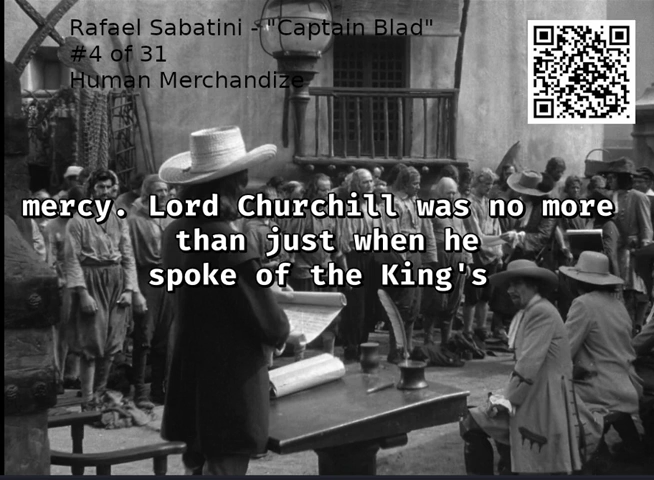 Rafael Sabatini - "Captain Blad"
#4 of 31
Human Merchandize
mercy. Lord Churchill was no more
than just when he
spoke of the King's